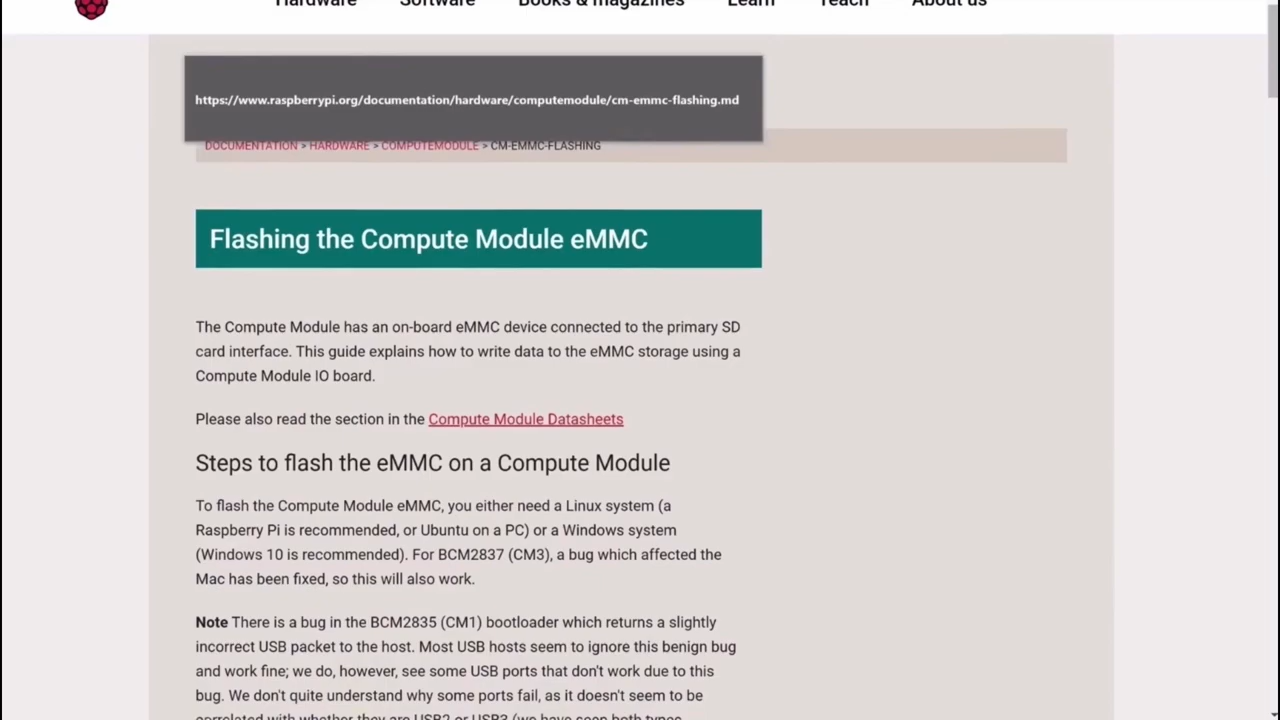 Hardware Software Books & magazines Learn Teach About us
https://www.raspberrypi.org/documentation/hardware/computemodule/cm-emmc-flashing.md
DOCUMENTATION > HARDWARE > COMPUTEMODULE > CM-EMMC-FLASHING
Flashing the Compute Module eMMC
The Compute Module has an on-board eMMC device connected to the primary SD
card interface. This guide explains how to write data to the eMMC storage using a
Compute Module IO board.
Please also read the section in the Compute Module Datasheets
Steps to flash the eMMC on a Compute Module
To flash the Compute Module eMMC, you either need a Linux system (a
Raspberry Pi is recommended, or Ubuntu on a PC) or a Windows system
(Windows 10 is recommended). For BCM2837 (CM3), a bug which affected the
Mac has been fixed, so this will also work.
Note There is a bug in the BCM2835 (CM1) bootloader which returns a slightly
incorrect USB packet to the host. Most USB hosts seem to ignore this benign bug
and work fine; we do, however, see some USB ports that don't work due to this
bug. We don't quite understand why some ports fail, as it doesn't seem to be
correlated with whether they are USB2 or USB3 (we have seen both types